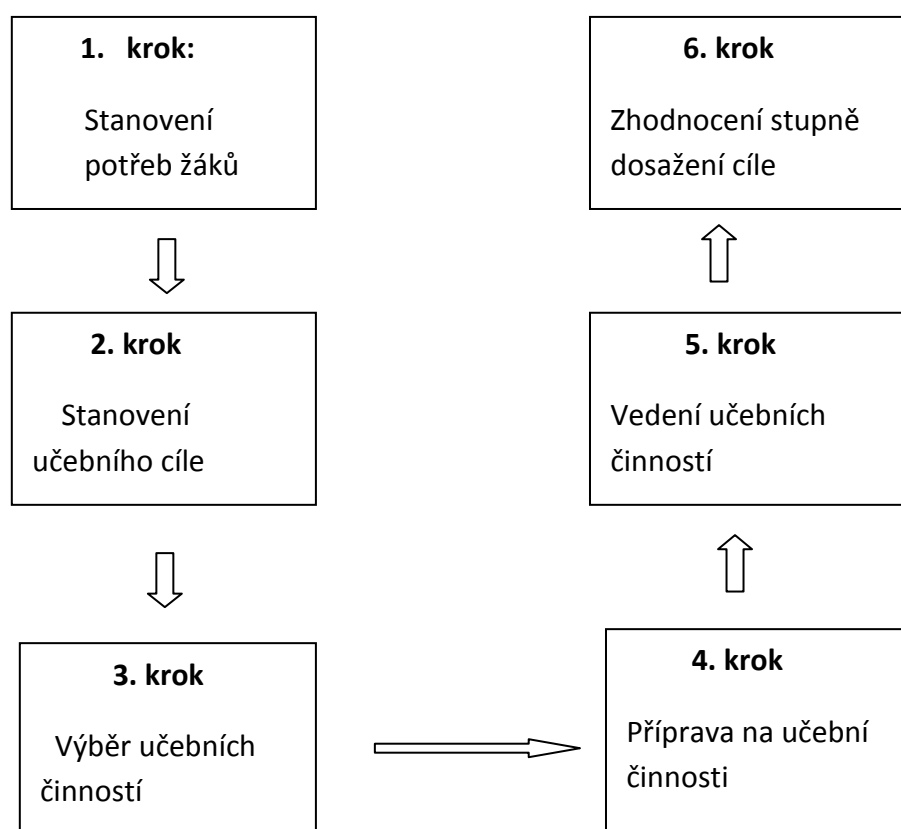 1. krok:
Stanovení
potřeb žáků
2. krok
Stanovení
učebního cíle
3. krok
Výběr učebních
činností
4. krok
Příprava na učební
činnosti
5. krok
Vedení učebních
činností
6. krok
Zhodnocení stupně
dosažení cíle